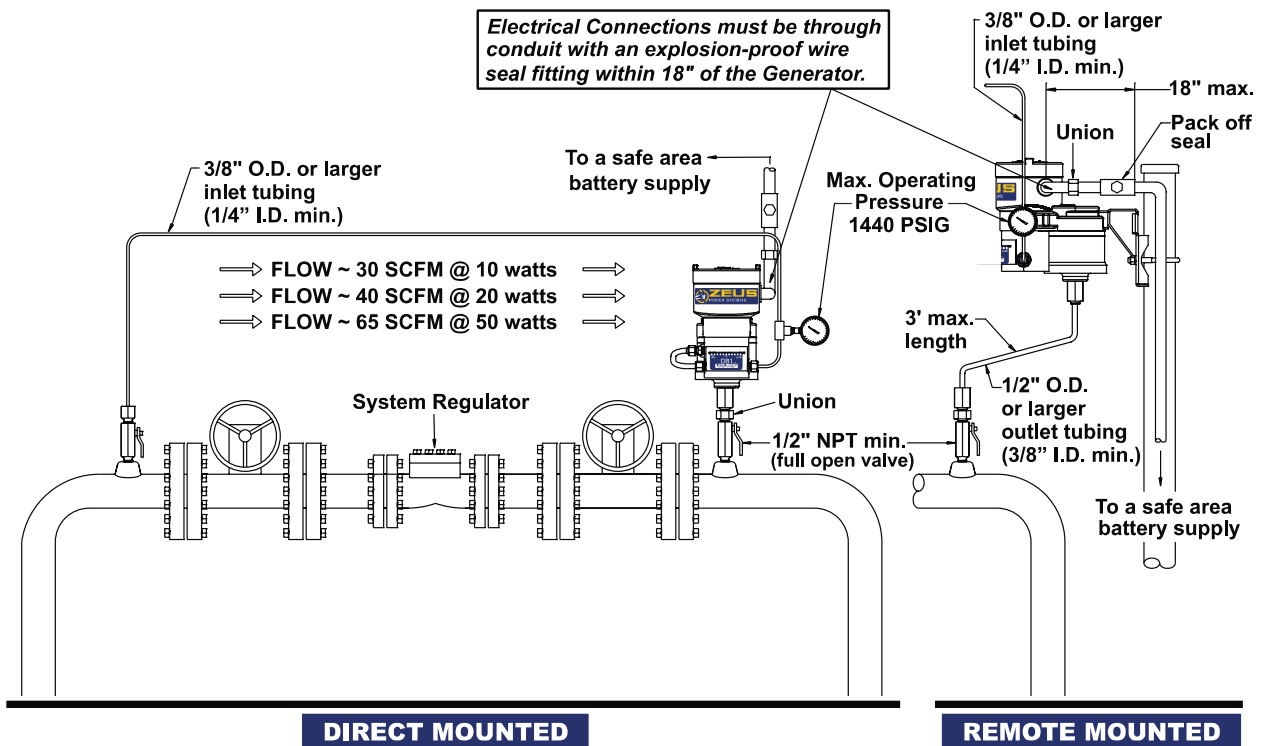 Electrical Connections must be through
conduit with an explosion-proof wire
seal fitting within 18" of the Generator.
3/8" O.D. or larger
inlet tubing
(1/4” I.D. min.)
18" max.
Union
Pack off
seal
To a safe area
battery supply
Max. Operating
Pressure
1440 PSIG
3/8" O.D. or larger
inlet tubing
(1/4” I.D. min.)
FLOW ~ 30 SCFM @ 10 watts
FLOW ~ 40 SCFM @ 20 watts
FLOW ~ 65 SCFM @ 50 watts
ZEUS
POWER SYSTEMS
US
3' max.
length
System Regulator
Union
1/2" NPT min.
(full open valve)
1/2" O.D.
or larger
outlet tubing
(3/8” I.D. min.)
To a safe area
battery supply
DIRECT MOUNTED
REMOTE MOUNTED